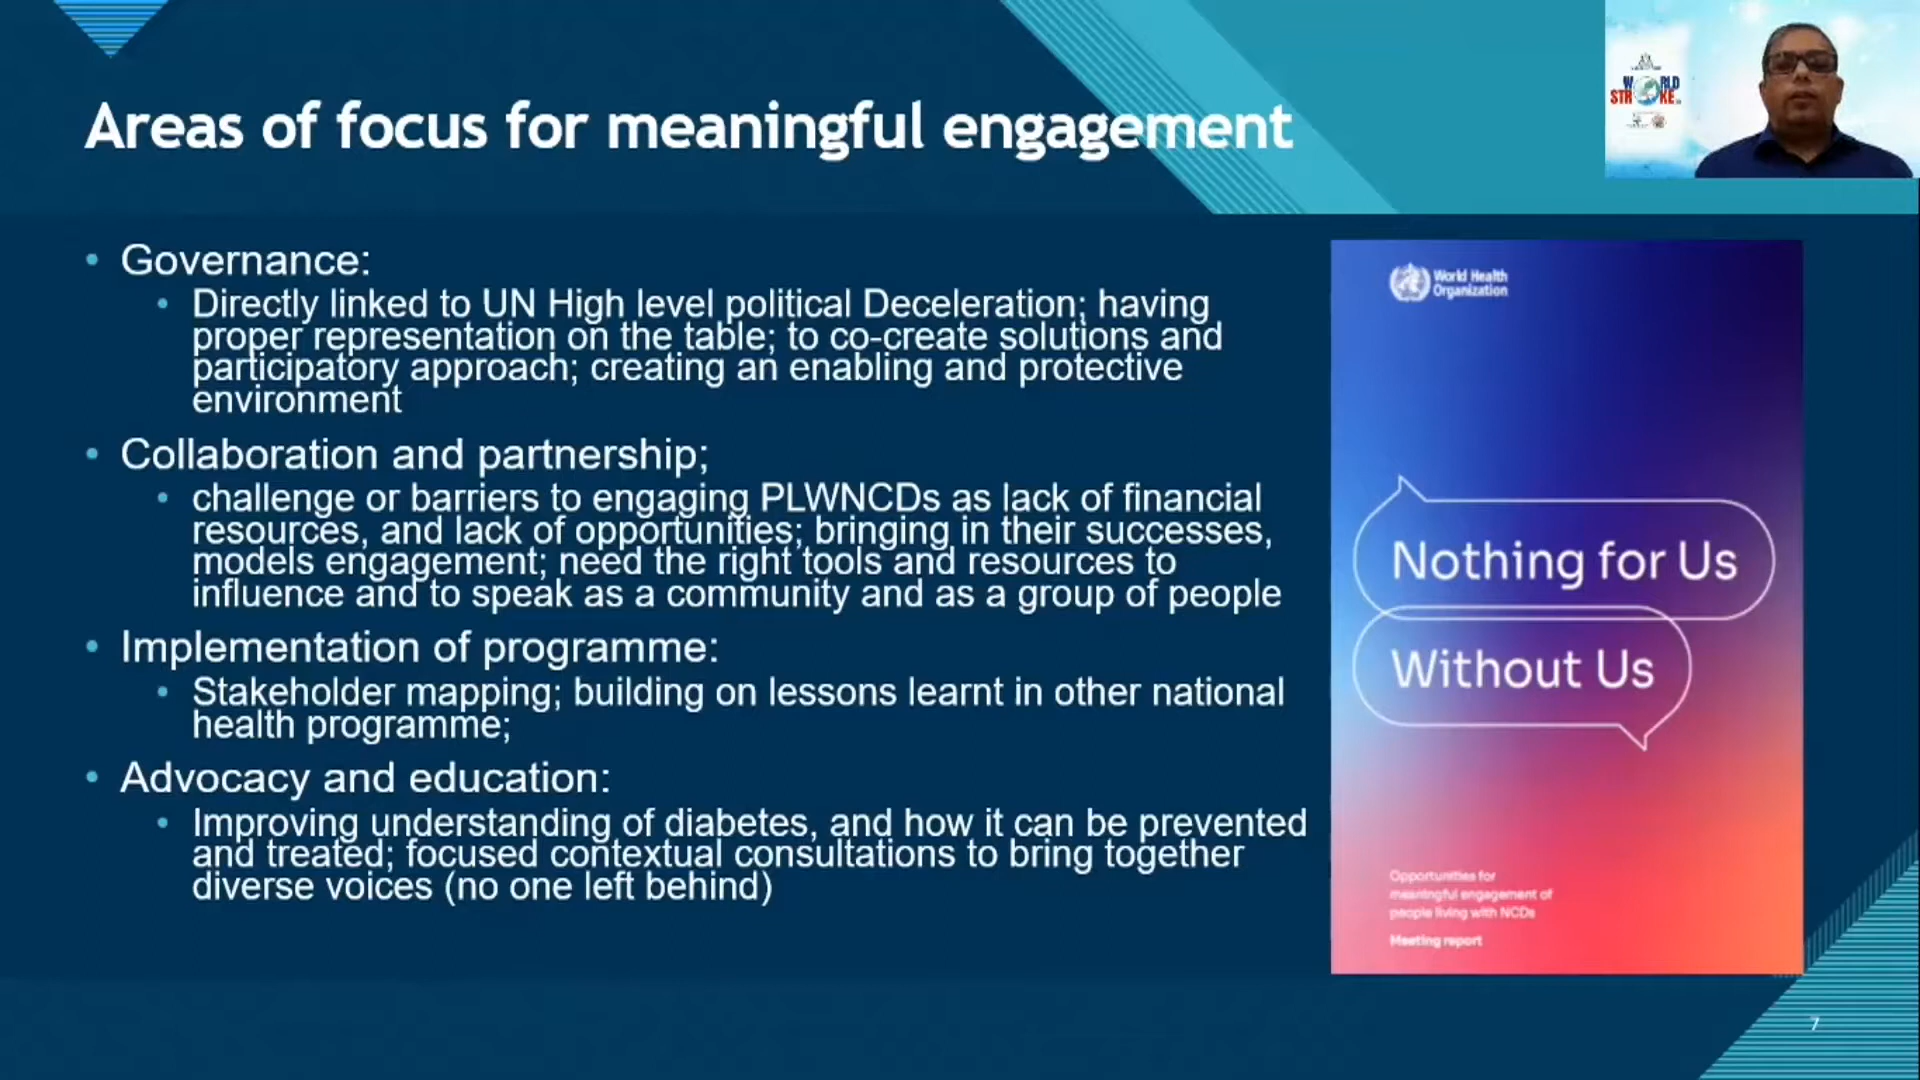 Areas of focus for meaningful engagement
WORLD
STROKE
• Governance:
• Directly linked to UN High level political Deceleration; having
proper representation on the table; to co-create solutions and
participatory approach; creating an enabling and protective
environment
• Collaboration and partnership;
• challenge or barriers to engaging PLWNCDs as lack of financial
resources, and lack of opportunities; bringing in their successes,
models engagement; need the right tools and resources to
influence and to speak as a community and as a group of people
• Implementation of programme:
• Stakeholder mapping; building on lessons learnt in other national
health programme;
• Advocacy and education:
• Improving understanding of diabetes, and how it can be prevented
and treated; focused contextual consultations to bring together
diverse voices (no one left behind)
World Health
Organization
Nothing for Us
Without Us
Opportunities for
meaningful engagement of
people living with NCDs
Meeting report
7